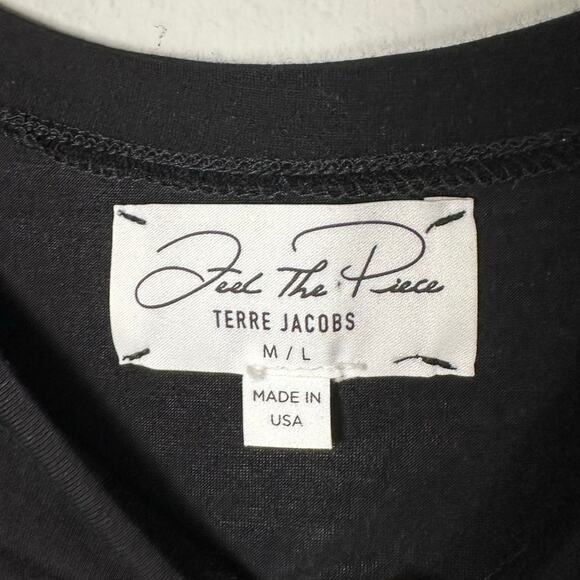 Feel The Piece
TERRE JACOBS
M / L
MADE IN
USA